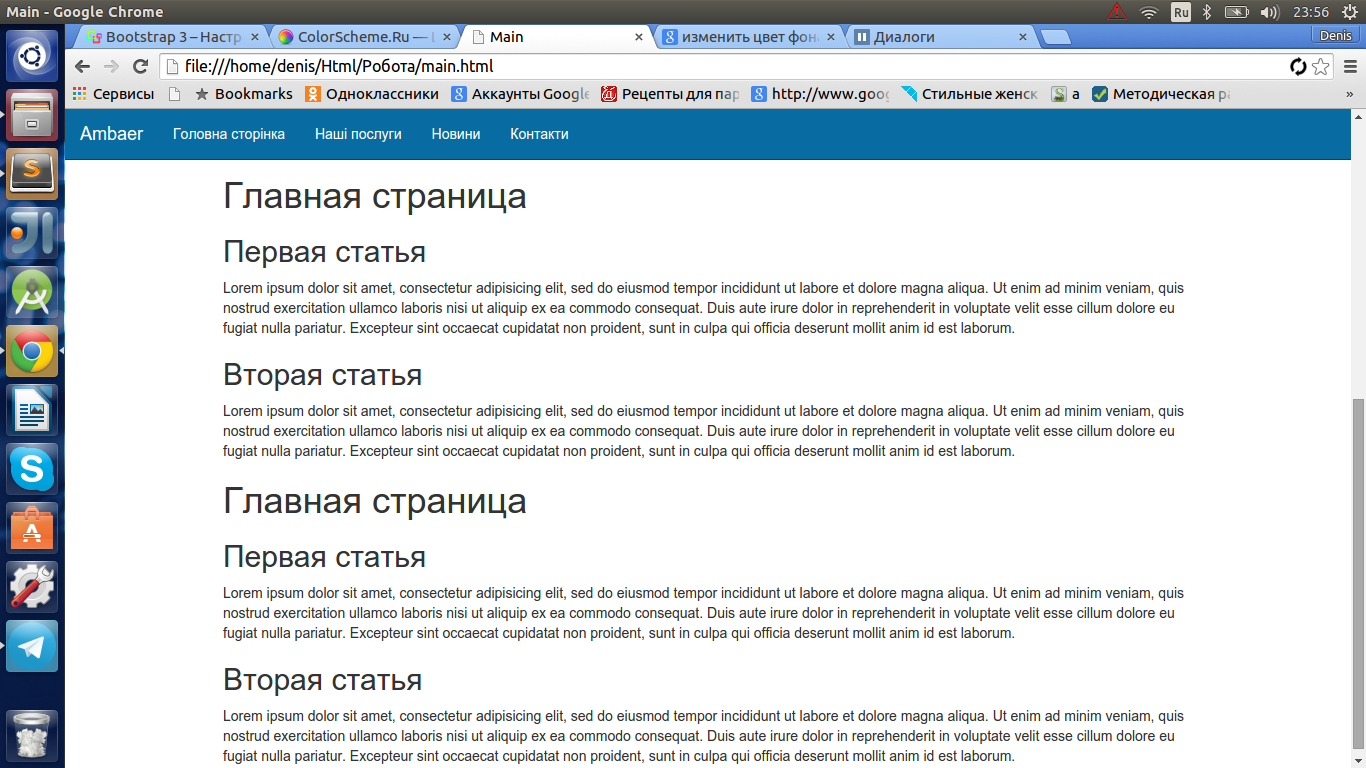 Main - Google Chrome
Ru
23:56
Bootstrap 3 – Настр
ColorScheme.Ru —
Main
изменить цвет фон
Диалоги
Denis
file:///home/denis/Html/Робота/main.html
Сервисы
Bookmarks
Одноклассники
Аккаунты Google
Рецепты для пар
http://www.goog
Стильные женск
а
Методическая ра
»
Ambaer
Головна сторінка
Наші послуги
Новини
Контакти
Главная страница
Первая статья
Lorem ipsum dolor sit amet, consectetur adipisicing elit, sed do eiusmod tempor incididunt ut labore et dolore magna aliqua. Ut enim ad minim veniam, quis
nostrud exercitation ullamco laboris nisi ut aliquip ex ea commodo consequat. Duis aute irure dolor in reprehenderit in voluptate velit esse cillum dolore eu
fugiat nulla pariatur. Excepteur sint occaecat cupidatat non proident, sunt in culpa qui officia deserunt mollit anim id est laborum.
Вторая статья
Lorem ipsum dolor sit amet, consectetur adipisicing elit, sed do eiusmod tempor incididunt ut labore et dolore magna aliqua. Ut enim ad minim veniam, quis
nostrud exercitation ullamco laboris nisi ut aliquip ex ea commodo consequat. Duis aute irure dolor in reprehenderit in voluptate velit esse cillum dolore eu
fugiat nulla pariatur. Excepteur sint occaecat cupidatat non proident, sunt in culpa qui officia deserunt mollit anim id est laborum.
Главная страница
Первая статья
Lorem ipsum dolor sit amet, consectetur adipisicing elit, sed do eiusmod tempor incididunt ut labore et dolore magna aliqua. Ut enim ad minim veniam, quis
nostrud exercitation ullamco laboris nisi ut aliquip ex ea commodo consequat. Duis aute irure dolor in reprehenderit in voluptate velit esse cillum dolore eu
fugiat nulla pariatur. Excepteur sint occaecat cupidatat non proident, sunt in culpa qui officia deserunt mollit anim id est laborum.
Вторая статья
Lorem ipsum dolor sit amet, consectetur adipisicing elit, sed do eiusmod tempor incididunt ut labore et dolore magna aliqua. Ut enim ad minim veniam, quis
nostrud exercitation ullamco laboris nisi ut aliquip ex ea commodo consequat. Duis aute irure dolor in reprehenderit in voluptate velit esse cillum dolore eu
fugiat nulla pariatur. Excepteur sint occaecat cupidatat non proident, sunt in culpa qui officia deserunt mollit anim id est laborum.